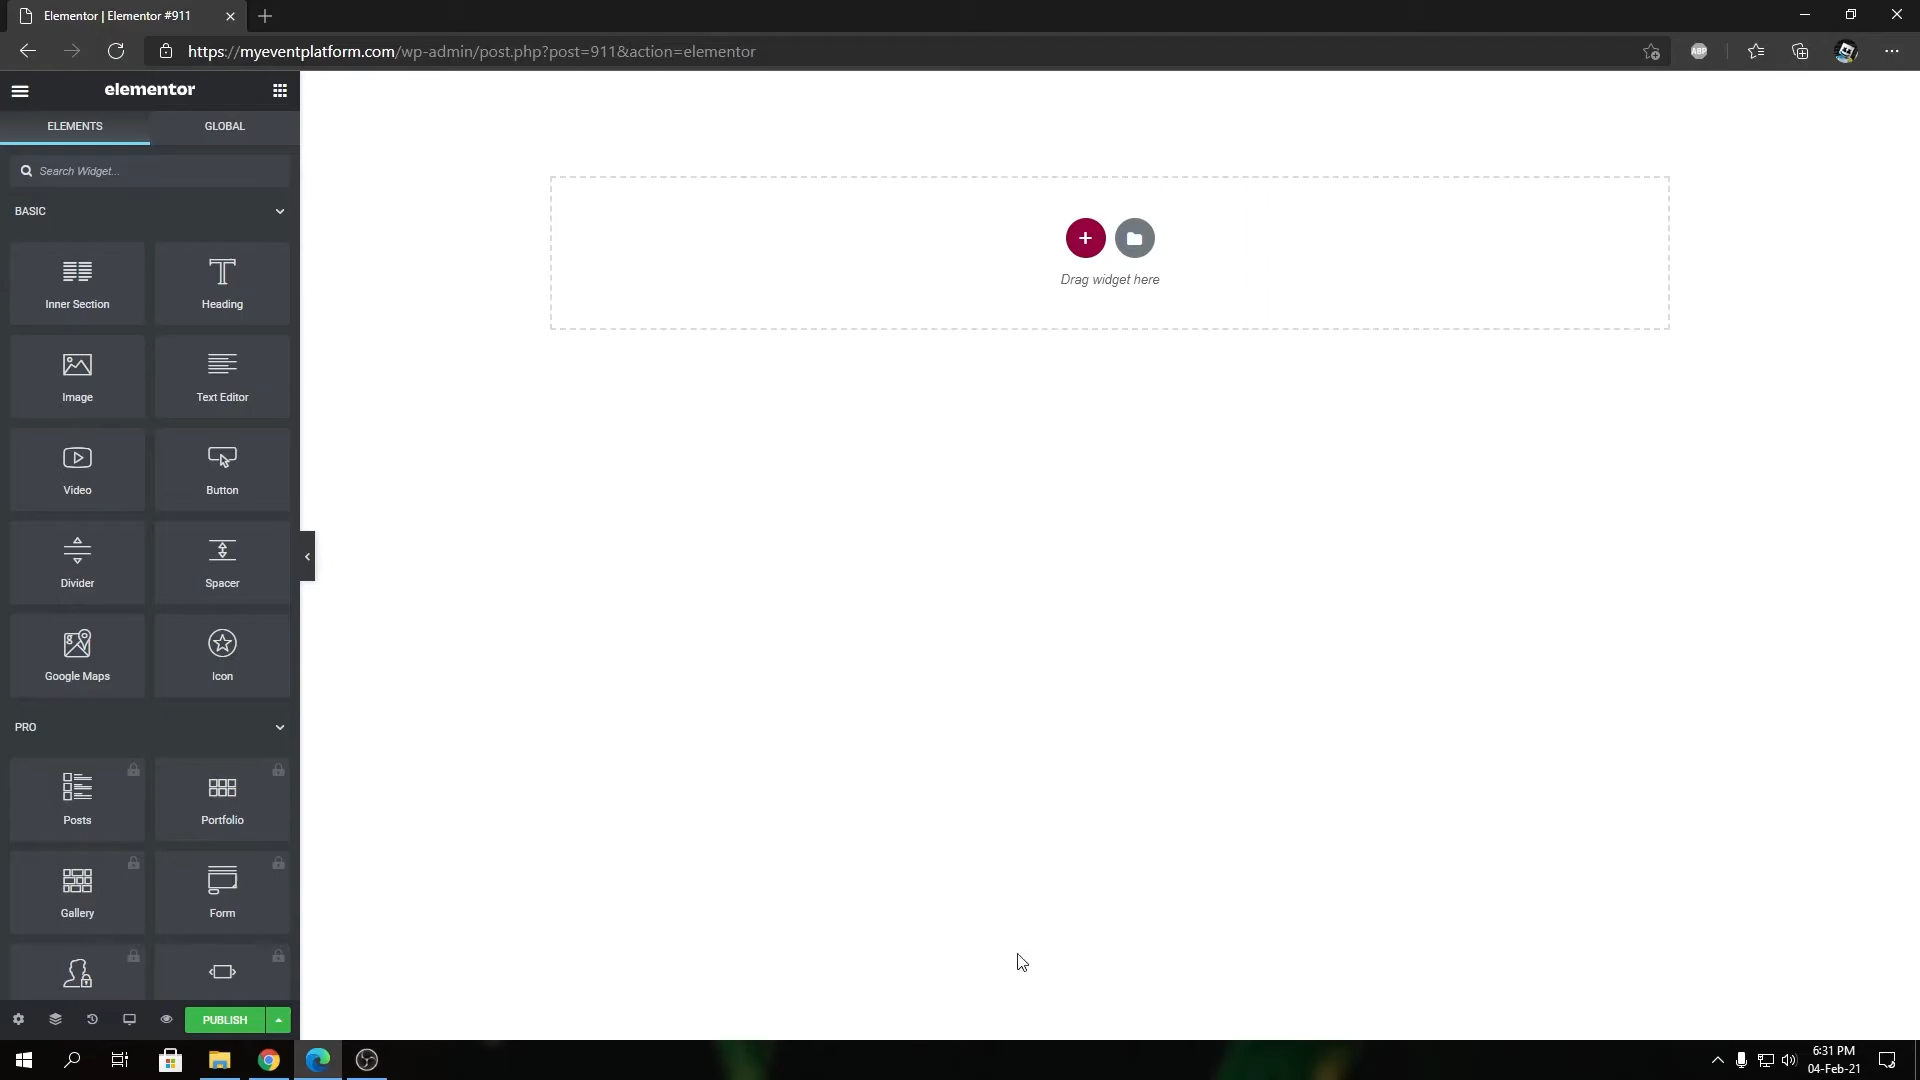 Elementor | Elementor #911
https://myeventplatform.com/wp-admin/post.php?post=911&action=elementor
ABP
elementor
ELEMENTS
GLOBAL
Search Widget...
BASIC
Inner Section
Heading
Image
Text Editor
Video
Button
Divider
Spacer
Google Maps
Icon
PRO
Posts
Portfolio
Gallery
Form
PUBLISH
Drag widget here
6:31 PM
04-Feb-21